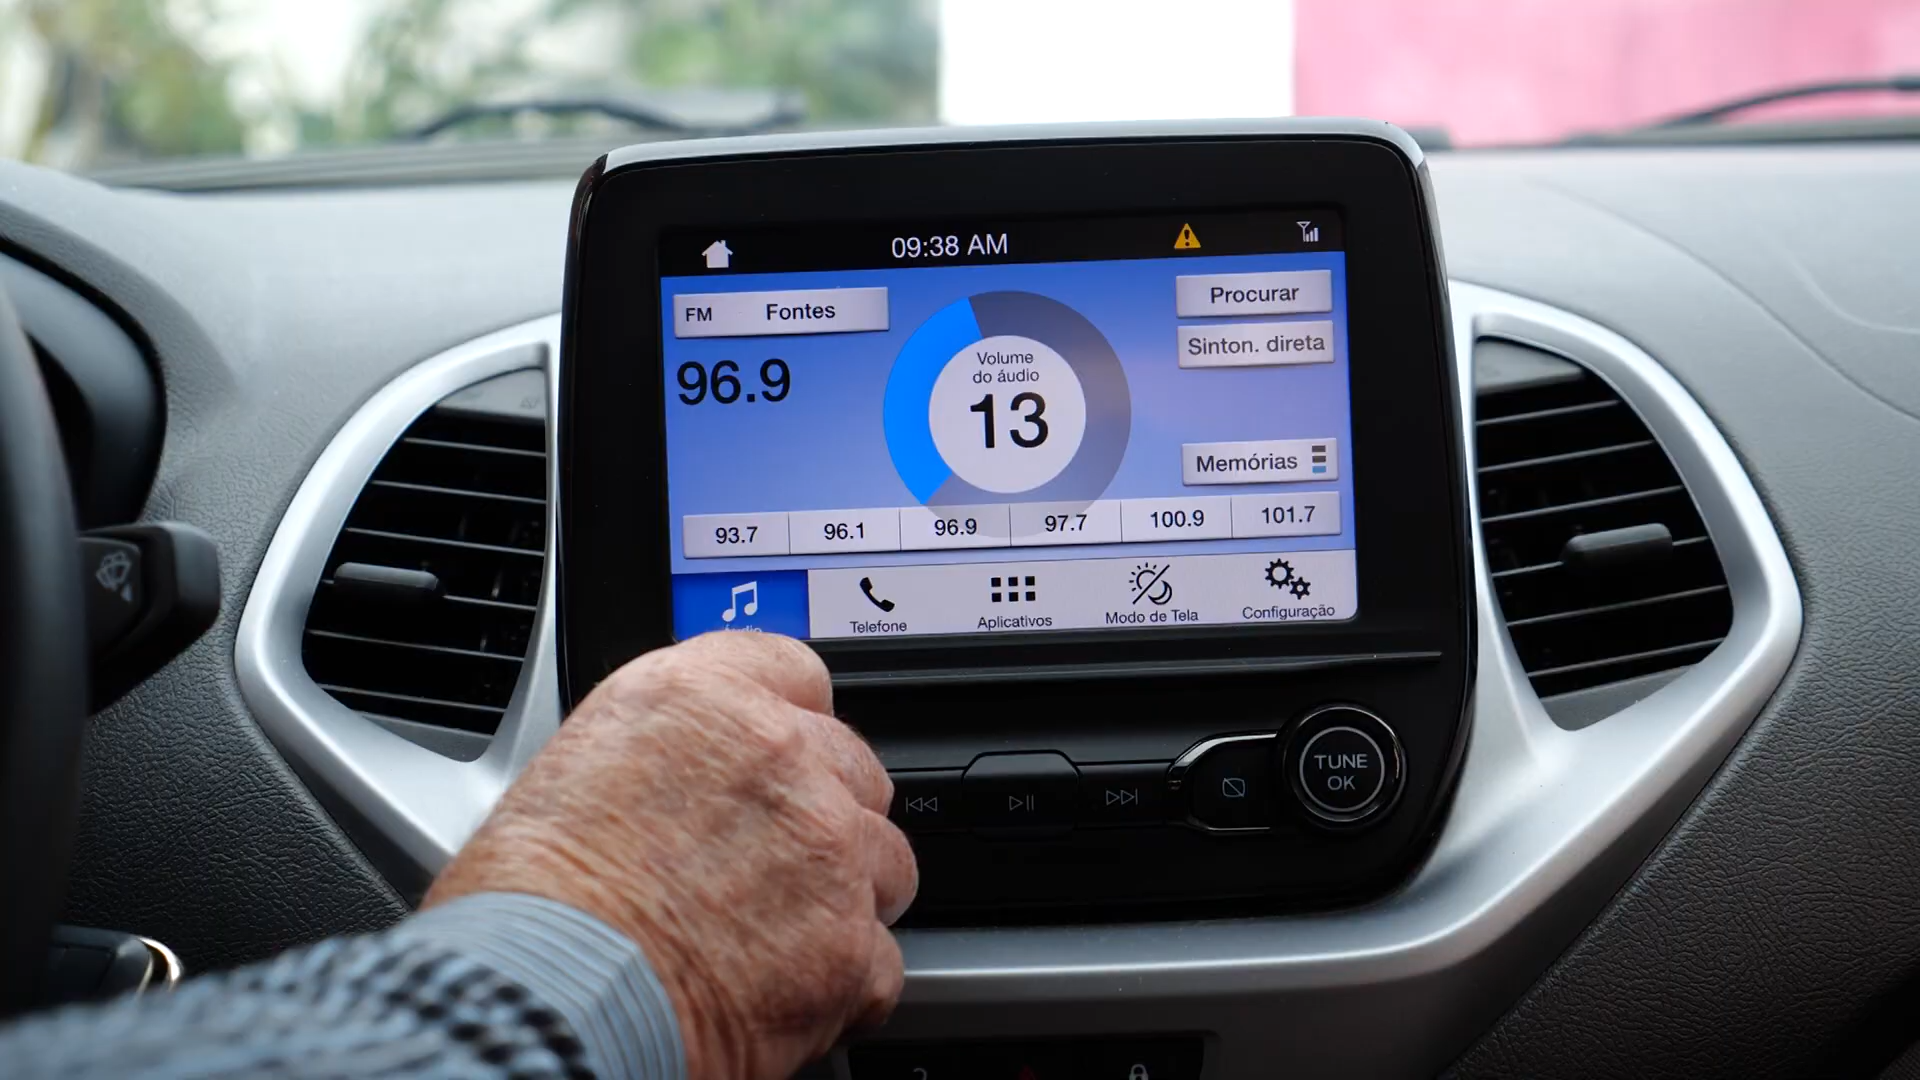 09:38 AM
FM Fontes
Procurar
Sinton. direta
96.9
Volume
do áudio
13
Memórias
93.7 96.1 96.9 97.7 100.9 101.7
Telefone Aplicativos Modo de Tela Configuração
TUNE
OK